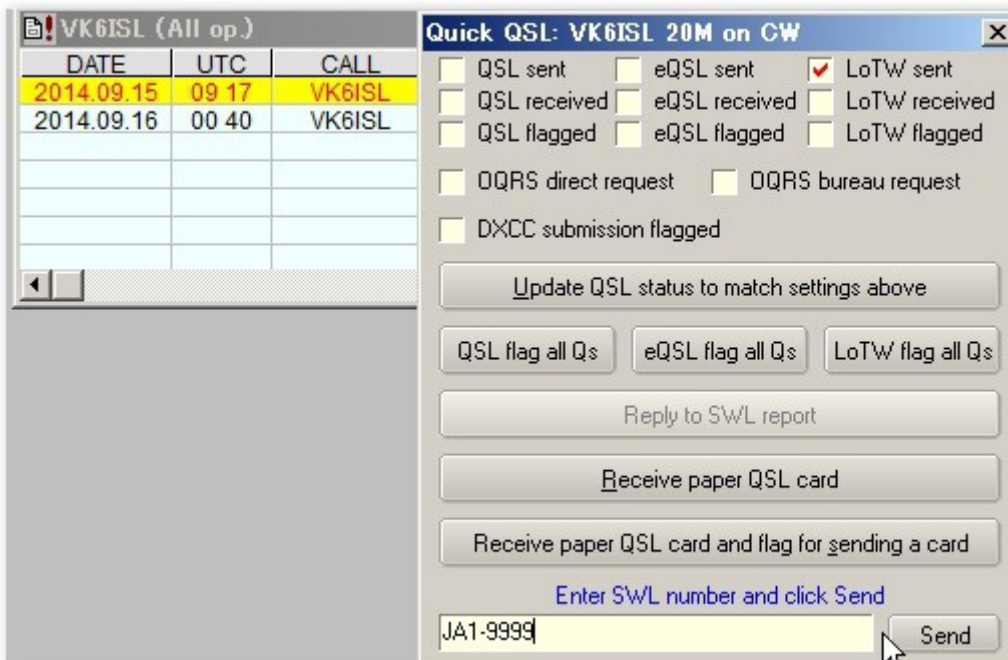 VK6ISL (All op.)
DATE UTC CALL
2014.09.15 09 17 VK6ISL
2014.09.16 00 40 VK6ISL
Quick QSL: VK6ISL 20M on CW
QSL sent eQSL sent LoTW sent
QSL received eQSL received LoTW received
QSL flagged eQSL flagged LoTW flagged
OQRS direct request OQRS bureau request
DXCC submission flagged
Update QSL status to match settings above
QSL flag all Qs eQSL flag all Qs LoTW flag all Qs
Reply to SWL report
Receive paper QSL card
Receive paper QSL card and flag for sending a card
Enter SWL number and click Send
JA1-9999 Send